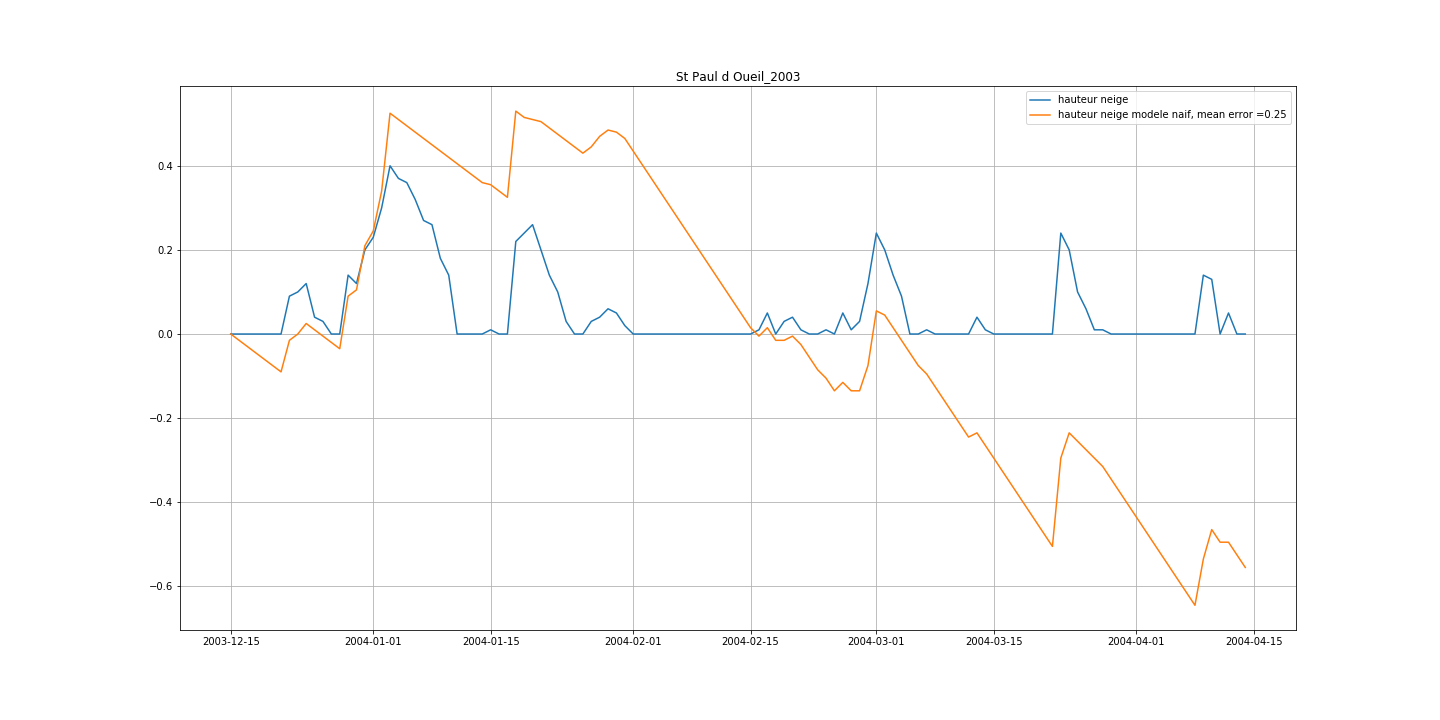 St Paul d Oueil_2003
hauteur neige
hauteur neige modele naif, mean error =0.25
0.4
0.2
0.0
−0.2
−0.4
−0.6
2003-12-15 2004-01-01 2004-01-15 2004-02-01 2004-02-15 2004-03-01 2004-03-15 2004-04-01 2004-04-15